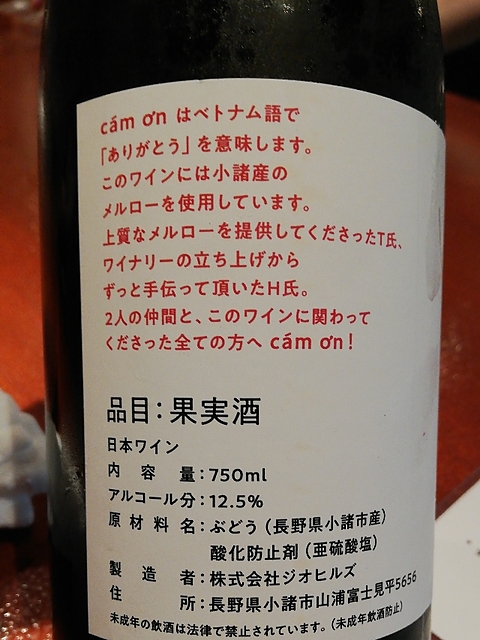 cám ơn はベトナム語で
「ありがとう」を意味します。
このワインには小諸産の
メルローを使用しています。
上質なメルローを提供してくださったT氏、
ワイナリーの立ち上げから
ずっと手伝って頂いたH氏。
2人の仲間と、このワインに関わって
くださった全ての方へ cám ơn!
品目:果実酒
日本ワイン
内容量:750ml
アルコール分:12.5%
原材料名:ぶどう(長野県小諸市産)
酸化防止剤(亜硫酸塩)
製造者:株式会社ジオヒルズ
住所:長野県小諸市山浦富士見平5656
未成年の飲酒は法律で禁止されています。(未成年飲酒防止)